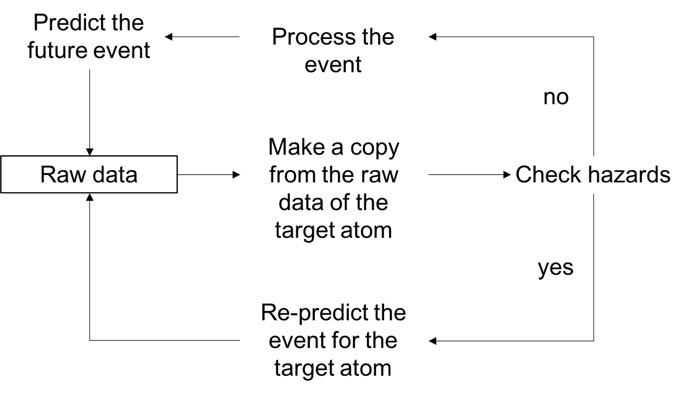 Predict the
future event
Process the
event
no
Raw data
Make a copy
from the raw
data of the
target atom
Check hazards
yes
Re-predict the
event for the
target atom